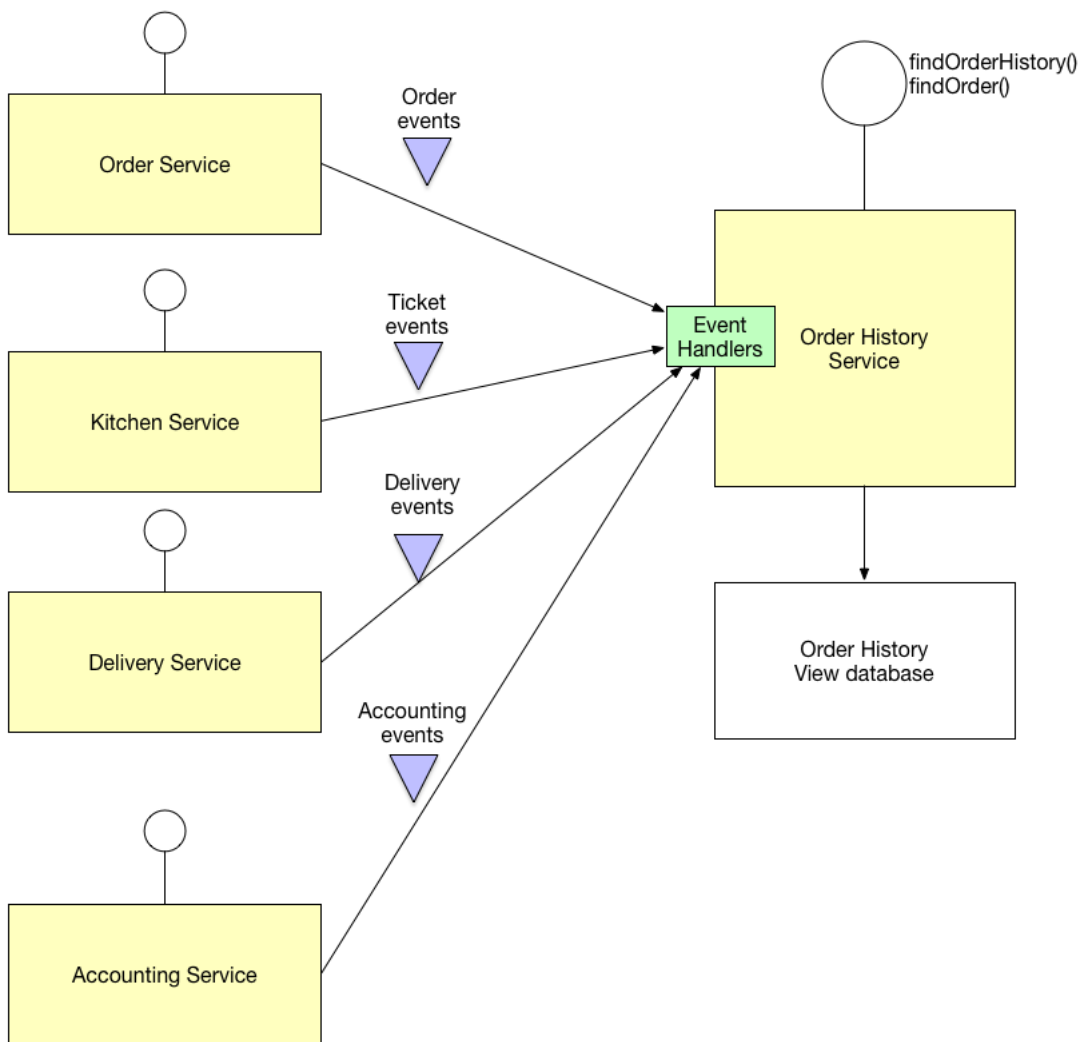 findOrderHistory()
findOrder()
Order
events
Order Service
Ticket
events
Event
Handlers
Order History
Service
Kitchen Service
Delivery
events
Delivery Service
Order History
View database
Accounting
events
Accounting Service